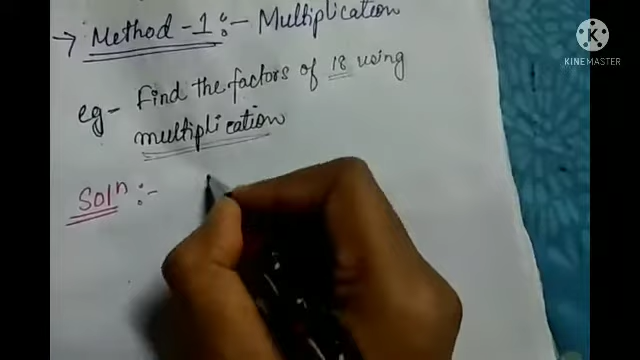 → Method -1 :- Multiplication
eg- Find the factors of 18 using
multiplication
Solⁿ :-
K
KINEMASTER